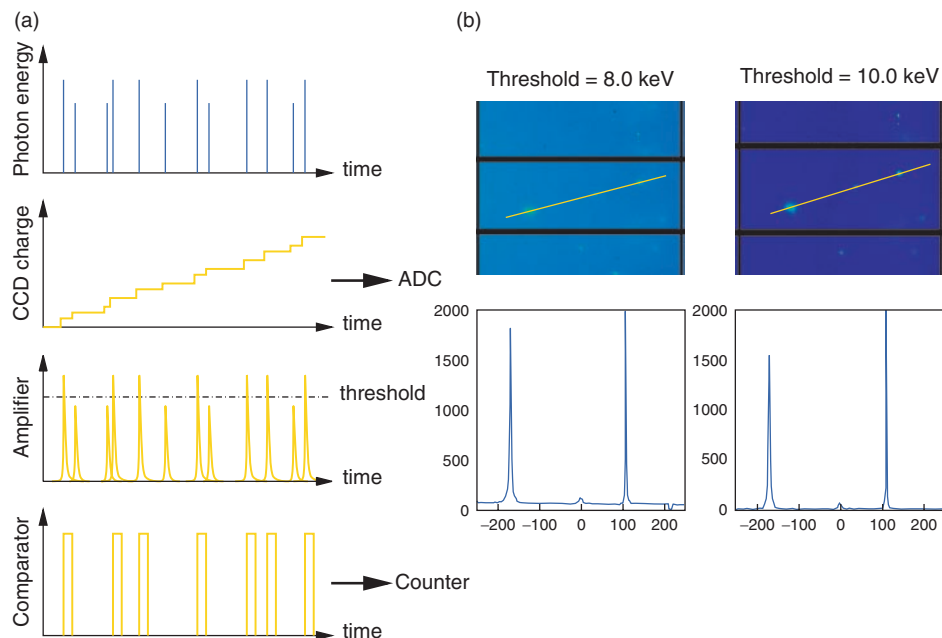 (a)
Photon energy
time
CCD charge
ADC
time
threshold
Amplifier
time
Comparator
Counter
time
(b)
Threshold = 8.0 keV
Threshold = 10.0 keV
2000
1500
1000
500
0
−200 −100 0 100 200
2000
1500
1000
500
0
−200 −100 0 100 200